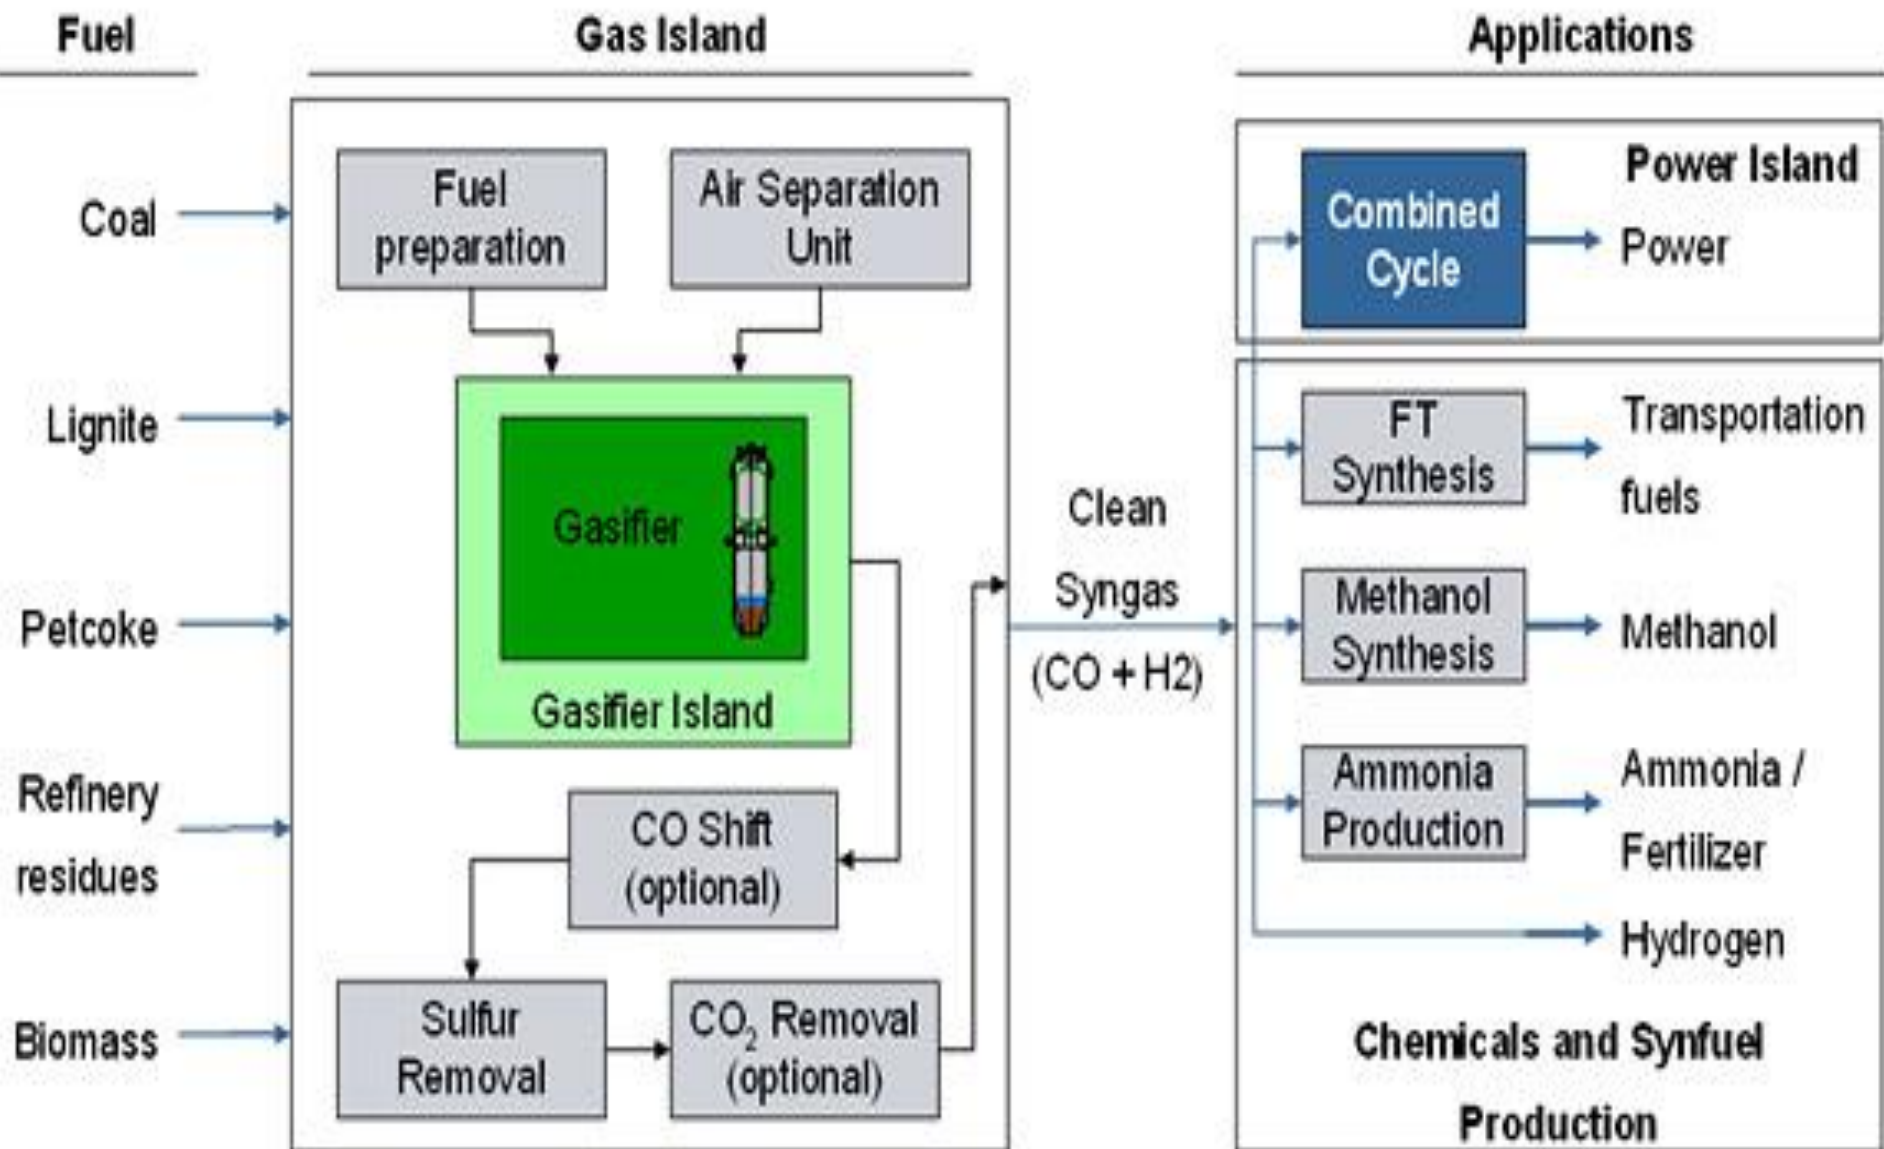 Fuel
Gas Island
Applications
Coal
Lignite
Petcoke
Refinery
residues
Biomass
Fuel
preparation
Air Separation
Unit
Gasifier
Gasifier Island
CO Shift
(optional)
Sulfur
Removal
CO₂ Removal
(optional)
Clean
Syngas
(CO + H2)
Power Island
Combined
Cycle
Power
FT
Synthesis
Transportation
fuels
Methanol
Synthesis
Methanol
Ammonia
Production
Ammonia /
Fertilizer
Hydrogen
Chemicals and Synfuel
Production